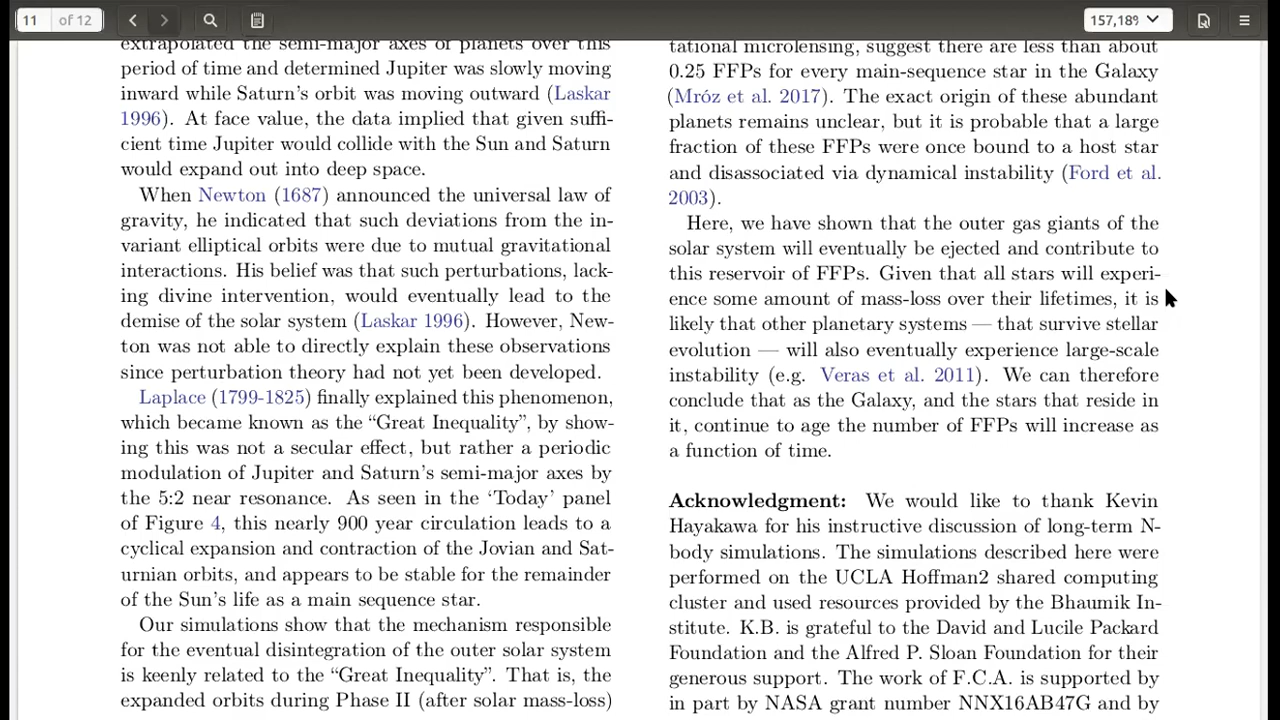 11 of 12
157,18%
extrapolated the semi-major axes of planets over this
period of time and determined Jupiter was slowly moving
inward while Saturn's orbit was moving outward (Laskar
1996). At face value, the data implied that given suffi-
cient time Jupiter would collide with the Sun and Saturn
would expand out into deep space.
When Newton (1687) announced the universal law of
gravity, he indicated that such deviations from the in-
variant elliptical orbits were due to mutual gravitational
interactions. His belief was that such perturbations, lack-
ing divine intervention, would eventually lead to the
demise of the solar system (Laskar 1996). However, New-
ton was not able to directly explain these observations
since perturbation theory had not yet been developed.
Laplace (1799-1825) finally explained this phenomenon,
which became known as the “Great Inequality”, by show-
ing this was not a secular effect, but rather a periodic
modulation of Jupiter and Saturn's semi-major axes by
the 5:2 near resonance. As seen in the ‘Today’ panel
of Figure 4, this nearly 900 year circulation leads to a
cyclical expansion and contraction of the Jovian and Sat-
urnian orbits, and appears to be stable for the remainder
of the Sun's life as a main sequence star.
Our simulations show that the mechanism responsible
for the eventual disintegration of the outer solar system
is keenly related to the “Great Inequality”. That is, the
expanded orbits during Phase II (after solar mass-loss)
tational microlensing, suggest there are less than about
0.25 FFPs for every main-sequence star in the Galaxy
(Mróz et al. 2017). The exact origin of these abundant
planets remains unclear, but it is probable that a large
fraction of these FFPs were once bound to a host star
and disassociated via dynamical instability (Ford et al.
2003).
Here, we have shown that the outer gas giants of the
solar system will eventually be ejected and contribute to
this reservoir of FFPs. Given that all stars will experi-
ence some amount of mass-loss over their lifetimes, it is
likely that other planetary systems — that survive stellar
evolution — will also eventually experience large-scale
instability (e.g. Veras et al. 2011). We can therefore
conclude that as the Galaxy, and the stars that reside in
it, continue to age the number of FFPs will increase as
a function of time.
Acknowledgment: We would like to thank Kevin
Hayakawa for his instructive discussion of long-term N-
body simulations. The simulations described here were
performed on the UCLA Hoffman2 shared computing
cluster and used resources provided by the Bhaumik In-
stitute. K.B. is grateful to the David and Lucile Packard
Foundation and the Alfred P. Sloan Foundation for their
generous support. The work of F.C.A. is supported by
in part by NASA grant number NNX16AB47G and by